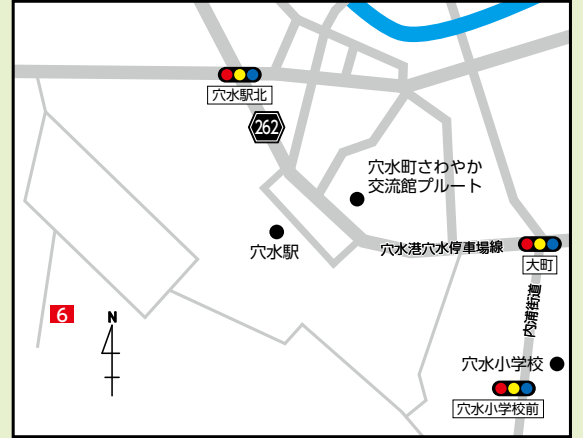 穴水駅北
262
穴水町さわやか
交流館プルート
穴水駅
穴水港穴水停車場線
大町
内浦街道
6
N
穴水小学校
穴水小学校前